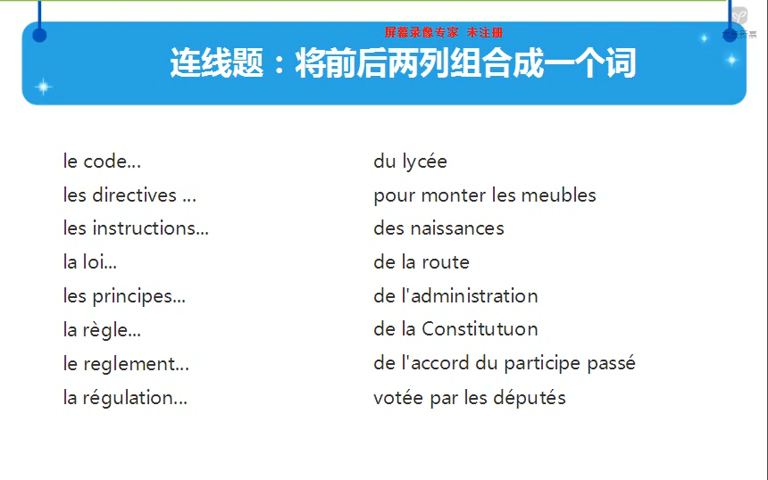 屏幕录像专家 未注册
连线题：将前后两列组合成一个词
le code... du lycée
les directives ... pour monter les meubles
les instructions... des naissances
la loi... de la route
les principes... de l'administration
la règle... de la Constitutuon
le reglement... de l'accord du participe passé
la régulation... votée par les députés